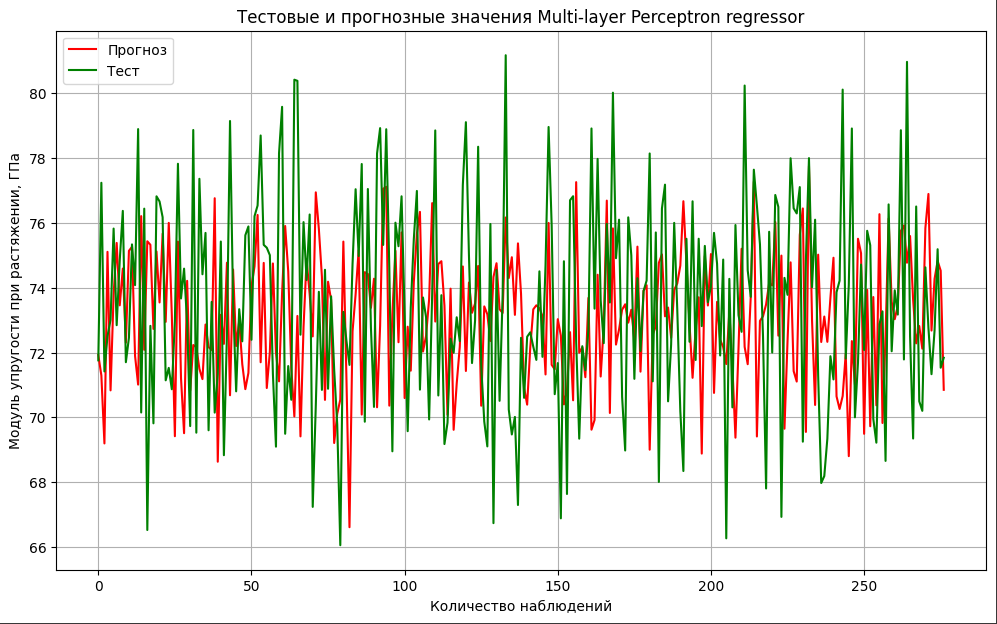 Тестовые и прогнозные значения Multi-layer Perceptron regressor
Прогноз
Тест
Модуль упругости при растяжении, ГПа
80
78
76
74
72
70
68
66
0 50 100 150 200 250
Количество наблюдений